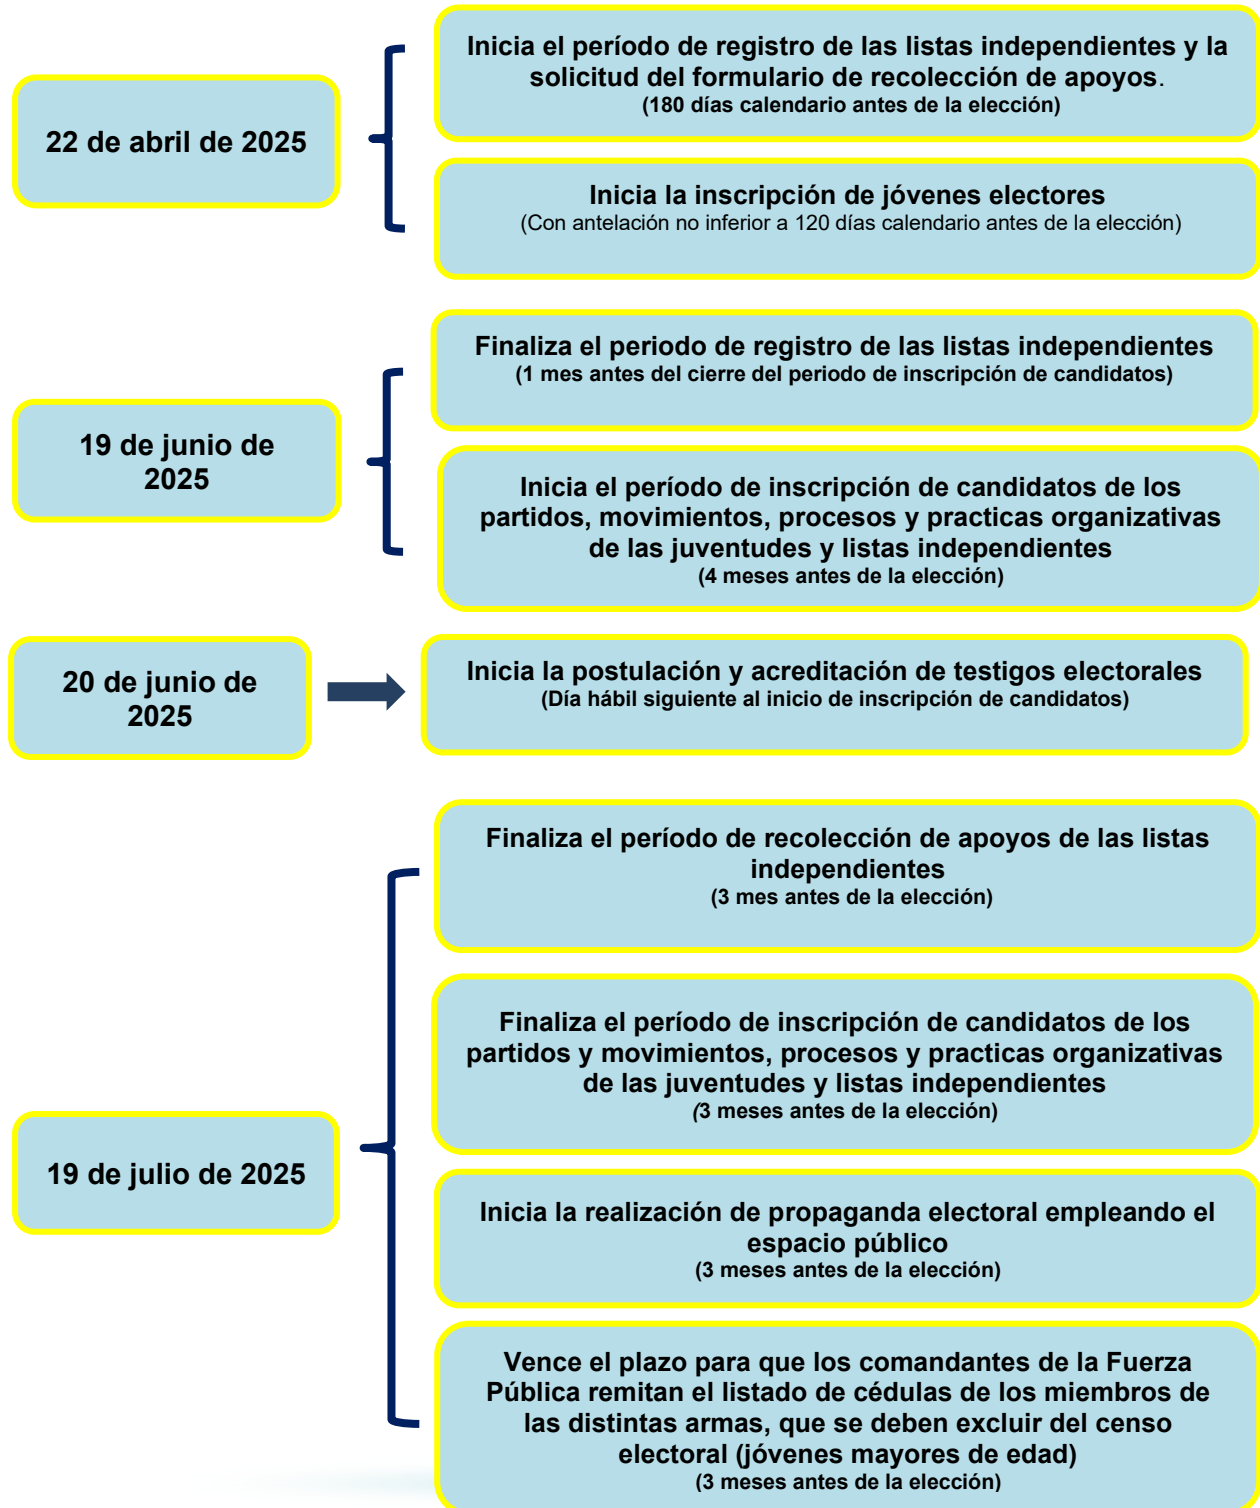 22 de abril de 2025
Inicia el período de registro de las listas independientes y la
solicitud del formulario de recolección de apoyos.
(180 días calendario antes de la elección)
Inicia la inscripción de jóvenes electores
(Con antelación no inferior a 120 días calendario antes de la elección)
19 de junio de
2025
Finaliza el periodo de registro de las listas independientes
(1 mes antes del cierre del periodo de inscripción de candidatos)
Inicia el período de inscripción de candidatos de los
partidos, movimientos, procesos y practicas organizativas
de las juventudes y listas independientes
(4 meses antes de la elección)
20 de junio de
2025
Inicia la postulación y acreditación de testigos electorales
(Día hábil siguiente al inicio de inscripción de candidatos)
19 de julio de 2025
Finaliza el período de recolección de apoyos de las listas
independientes
(3 mes antes de la elección)
Finaliza el período de inscripción de candidatos de los
partidos y movimientos, procesos y practicas organizativas
de las juventudes y listas independientes
(3 meses antes de la elección)
Inicia la realización de propaganda electoral empleando el
espacio público
(3 meses antes de la elección)
Vence el plazo para que los comandantes de la Fuerza
Pública remitan el listado de cédulas de los miembros de
las distintas armas, que se deben excluir del censo
electoral (jóvenes mayores de edad)
(3 meses antes de la elección)